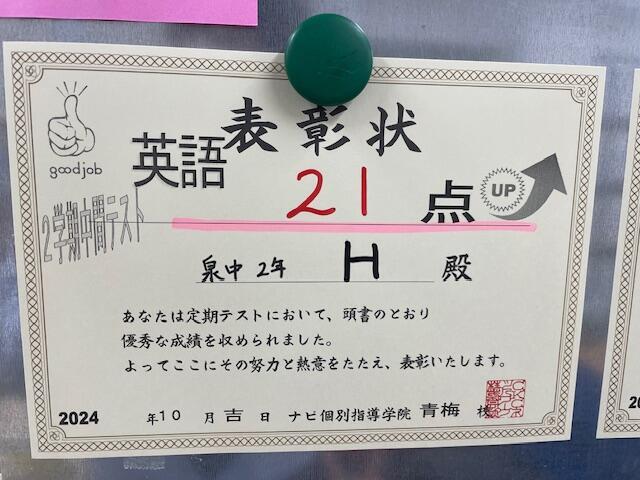 表彰状
good job
英語
21点
UP
2学期中間テスト
泉中 2年 H 殿
あなたは定期テストにおいて、頭書のとおり
優秀な成績を収められました。
よってここにその努力と熱意をたたえ、表彰いたします。
2024 年10 月吉日 ナビ個別指導学院 青梅 校